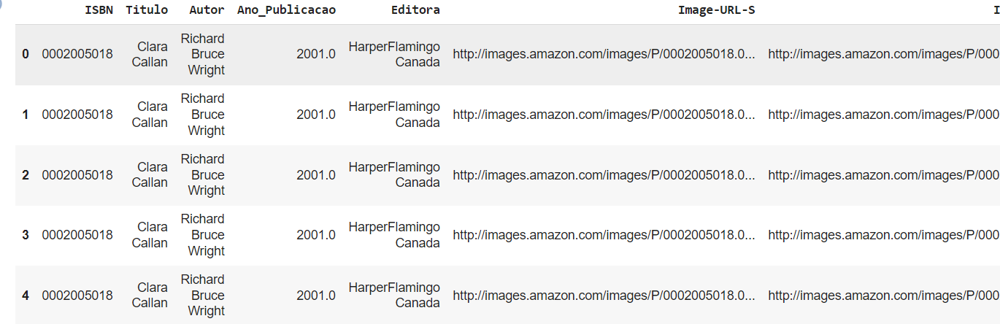 ISBN Titulo Autor Ano_Publicacao Editora Image-URL-S I
0 0002005018 Clara Callan Richard Bruce Wright 2001.0 HarperFlamingo Canada http://images.amazon.com/images/P/0002005018.0... http://images.amazon.com/images/P/000
1 0002005018 Clara Callan Richard Bruce Wright 2001.0 HarperFlamingo Canada http://images.amazon.com/images/P/0002005018.0... http://images.amazon.com/images/P/000
2 0002005018 Clara Callan Richard Bruce Wright 2001.0 HarperFlamingo Canada http://images.amazon.com/images/P/0002005018.0... http://images.amazon.com/images/P/000
3 0002005018 Clara Callan Richard Bruce Wright 2001.0 HarperFlamingo Canada http://images.amazon.com/images/P/0002005018.0... http://images.amazon.com/images/P/000
4 0002005018 Clara Callan Richard Bruce Wright 2001.0 HarperFlamingo Canada http://images.amazon.com/images/P/0002005018.0... http://images.amazon.com/images/P/000